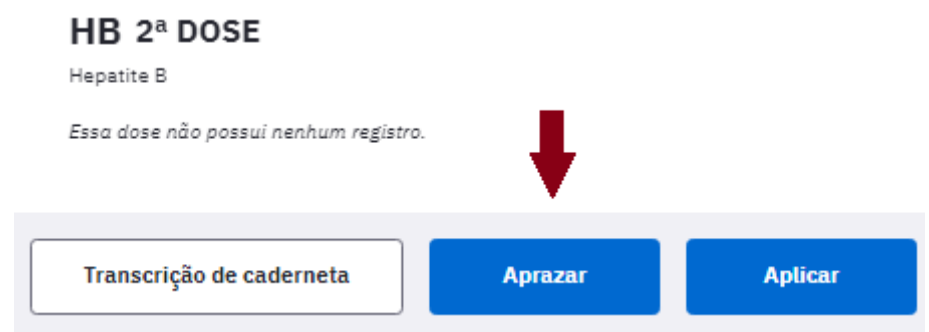 HB 2ª DOSE
Hepatite B
Essa dose não possui nenhum registro.
Transcrição de caderneta Aprazar Aplicar